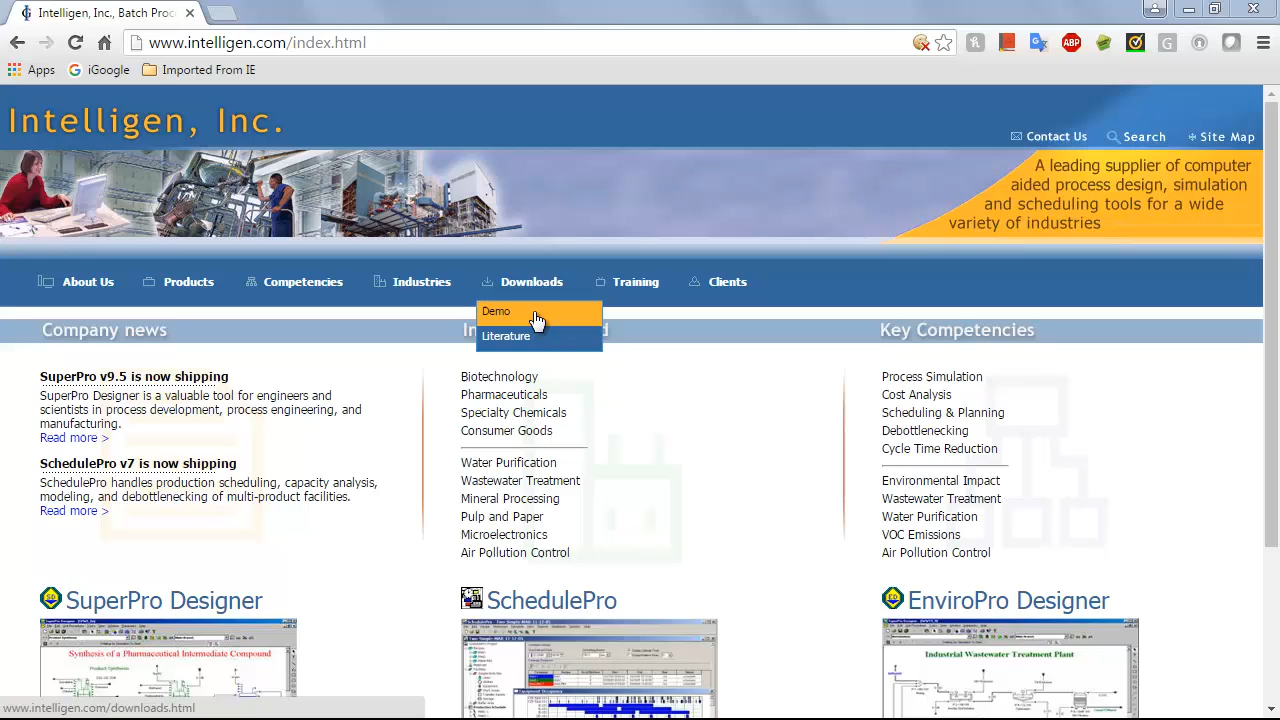 Intelligen, Inc., Batch Proc
www.intelligen.com/index.html
Apps
iGoogle
Imported From IE
Intelligen, Inc.
Contact Us
Search
Site Map
A leading supplier of computer
aided process design, simulation
and scheduling tools for a wide
variety of industries
About Us
Products
Competencies
Industries
Downloads
Training
Clients
Demo
Literature
Company news
Key Competencies
SuperPro v9.5 is now shipping
SuperPro Designer is a valuable tool for engineers and
scientists in process development, process engineering, and
manufacturing.
Read more >
SchedulePro v7 is now shipping
SchedulePro handles production scheduling, capacity analysis,
modeling, and debottlenecking of multi-product facilities.
Read more >
Biotechnology
Pharmaceuticals
Specialty Chemicals
Consumer Goods
Water Purification
Wastewater Treatment
Mineral Processing
Pulp and Paper
Microelectronics
Air Pollution Control
Process Simulation
Cost Analysis
Scheduling & Planning
Debottlenecking
Cycle Time Reduction
Environmental Impact
Wastewater Treatment
Water Purification
VOC Emissions
Air Pollution Control
SuperPro Designer
SchedulePro
EnviroPro Designer
Synthesis of a Pharmaceutical Intermediate Compound
Product Synthesis
Industrial Wastewater Treatment Plant
www.intelligen.com/downloads.html